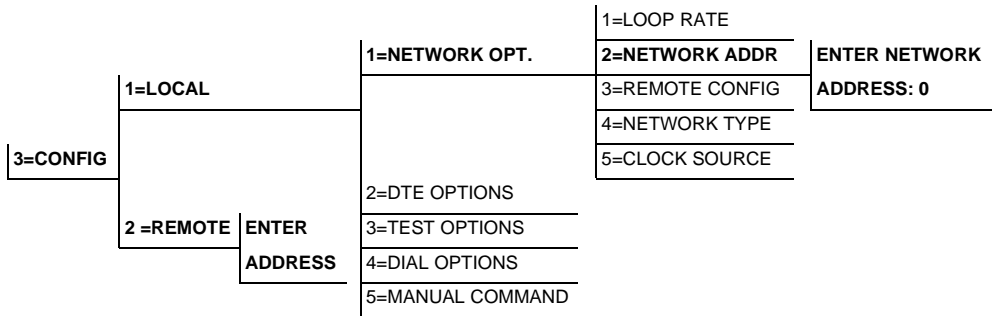 1=LOOP RATE
1=NETWORK OPT.
2=NETWORK ADDR
ENTER NETWORK
1=LOCAL
3=REMOTE CONFIG
ADDRESS: 0
4=NETWORK TYPE
3=CONFIG
5=CLOCK SOURCE
2=DTE OPTIONS
2 =REMOTE
ENTER
3=TEST OPTIONS
ADDRESS
4=DIAL OPTIONS
5=MANUAL COMMAND